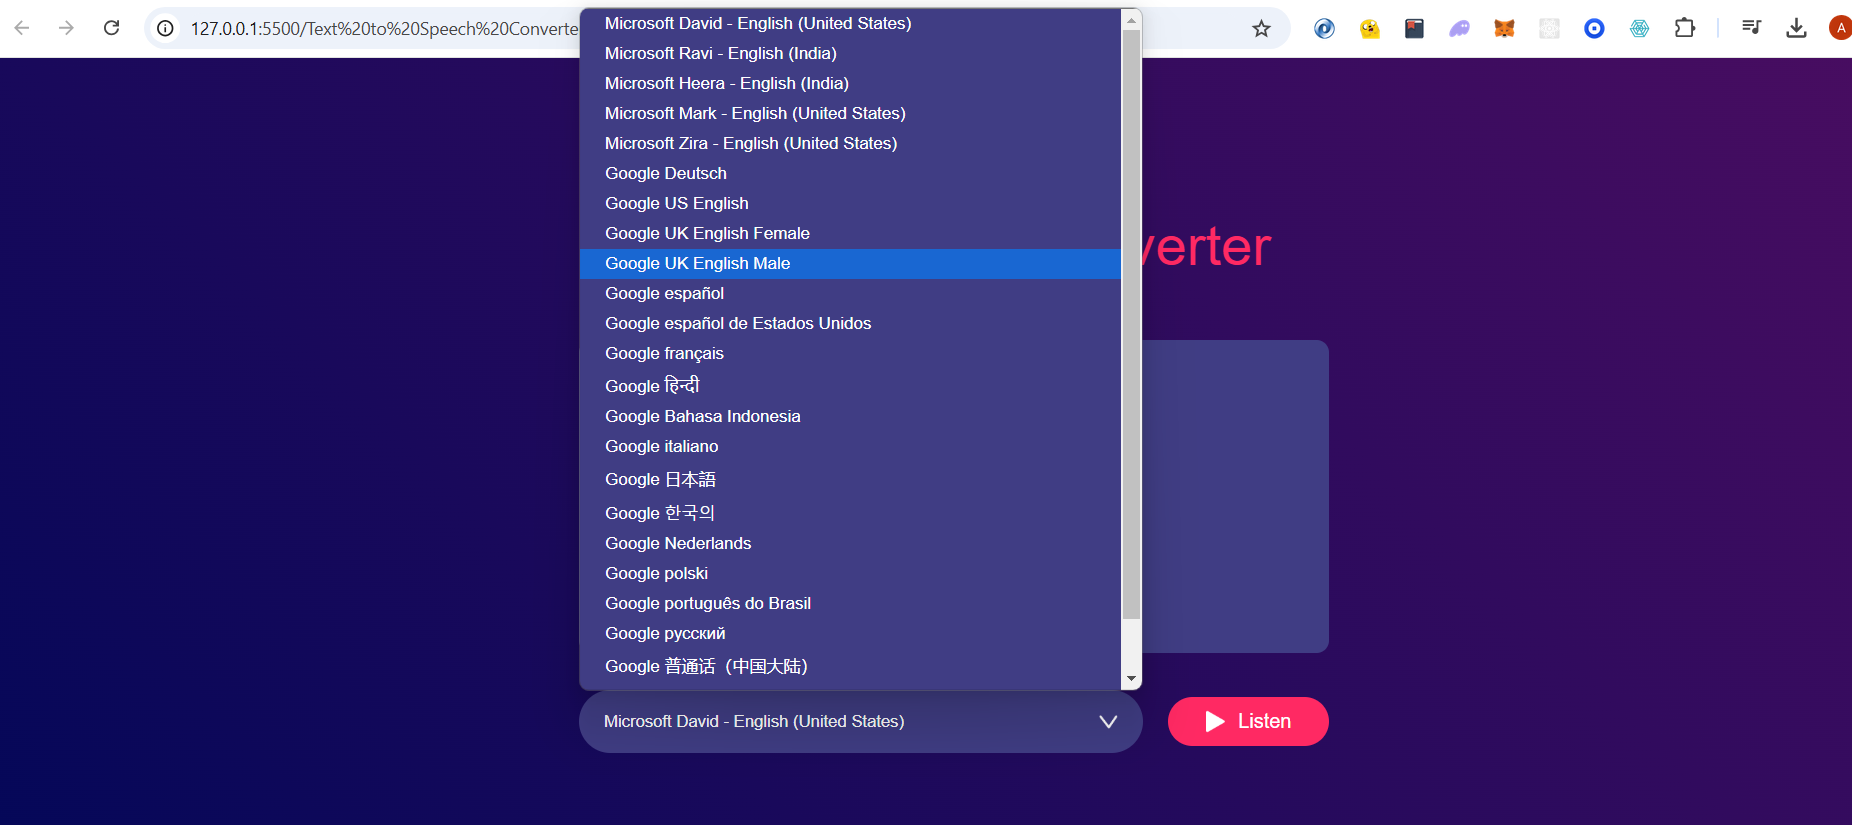 127.0.0.1:5500/Text%20to%20Speech%20Converte
Microsoft David - English (United States)
Microsoft Ravi - English (India)
Microsoft Heera - English (India)
Microsoft Mark - English (United States)
Microsoft Zira - English (United States)
Google Deutsch
Google US English
Google UK English Female
Google UK English Male
Google español
Google español de Estados Unidos
Google français
Google हिन्दी
Google Bahasa Indonesia
Google italiano
Google 日本語
Google 한국의
Google Nederlands
Google polski
Google português do Brasil
Google русский
Google 普通话（中国大陆）
verter
Microsoft David - English (United States)
Listen
A